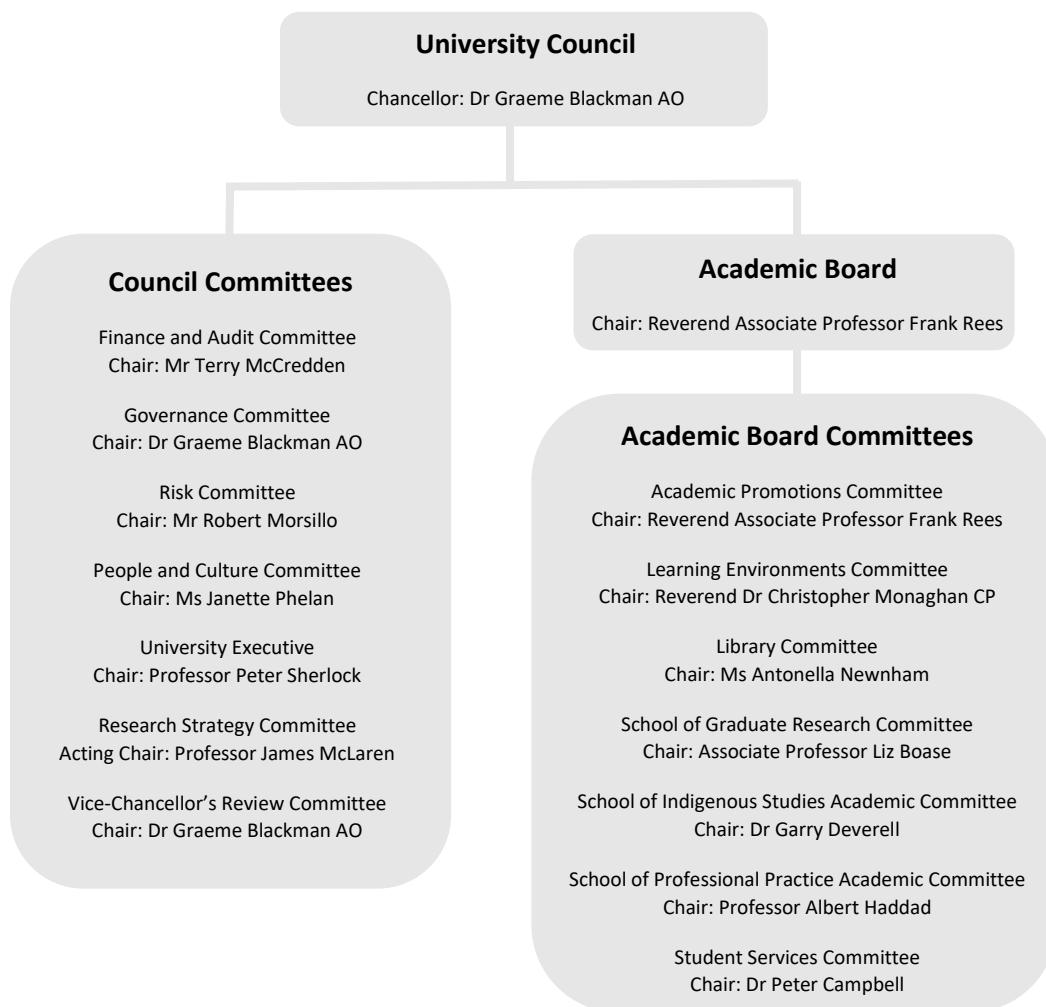 University Council
Chancellor: Dr Graeme Blackman AO
Council Committees
Finance and Audit Committee
Chair: Mr Terry McCredden
Governance Committee
Chair: Dr Graeme Blackman AO
Risk Committee
Chair: Mr Robert Morsillo
People and Culture Committee
Chair: Ms Janette Phelan
University Executive
Chair: Professor Peter Sherlock
Research Strategy Committee
Acting Chair: Professor James McLaren
Vice-Chancellor’s Review Committee
Chair: Dr Graeme Blackman AO
Academic Board
Chair: Reverend Associate Professor Frank Rees
Academic Board Committees
Academic Promotions Committee
Chair: Reverend Associate Professor Frank Rees
Learning Environments Committee
Chair: Reverend Dr Christopher Monaghan CP
Library Committee
Chair: Ms Antonella Newnham
School of Graduate Research Committee
Chair: Associate Professor Liz Boase
School of Indigenous Studies Academic Committee
Chair: Dr Garry Deverell
School of Professional Practice Academic Committee
Chair: Professor Albert Haddad
Student Services Committee
Chair: Dr Peter Campbell